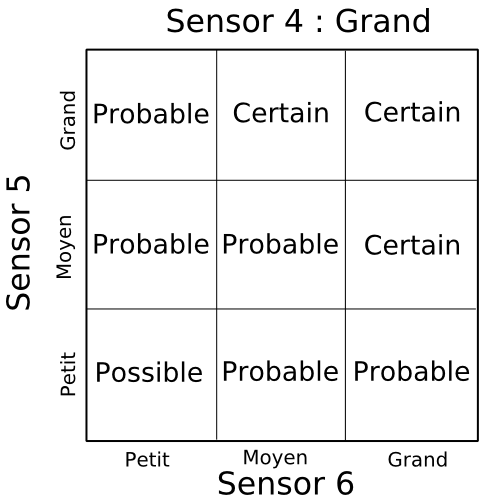 Sensor 4 : Grand
Sensor 5
Grand
Probable Certain Certain
Moyen
Probable Probable Certain
Petit
Possible Probable Probable
Petit Moyen Grand
Sensor 6